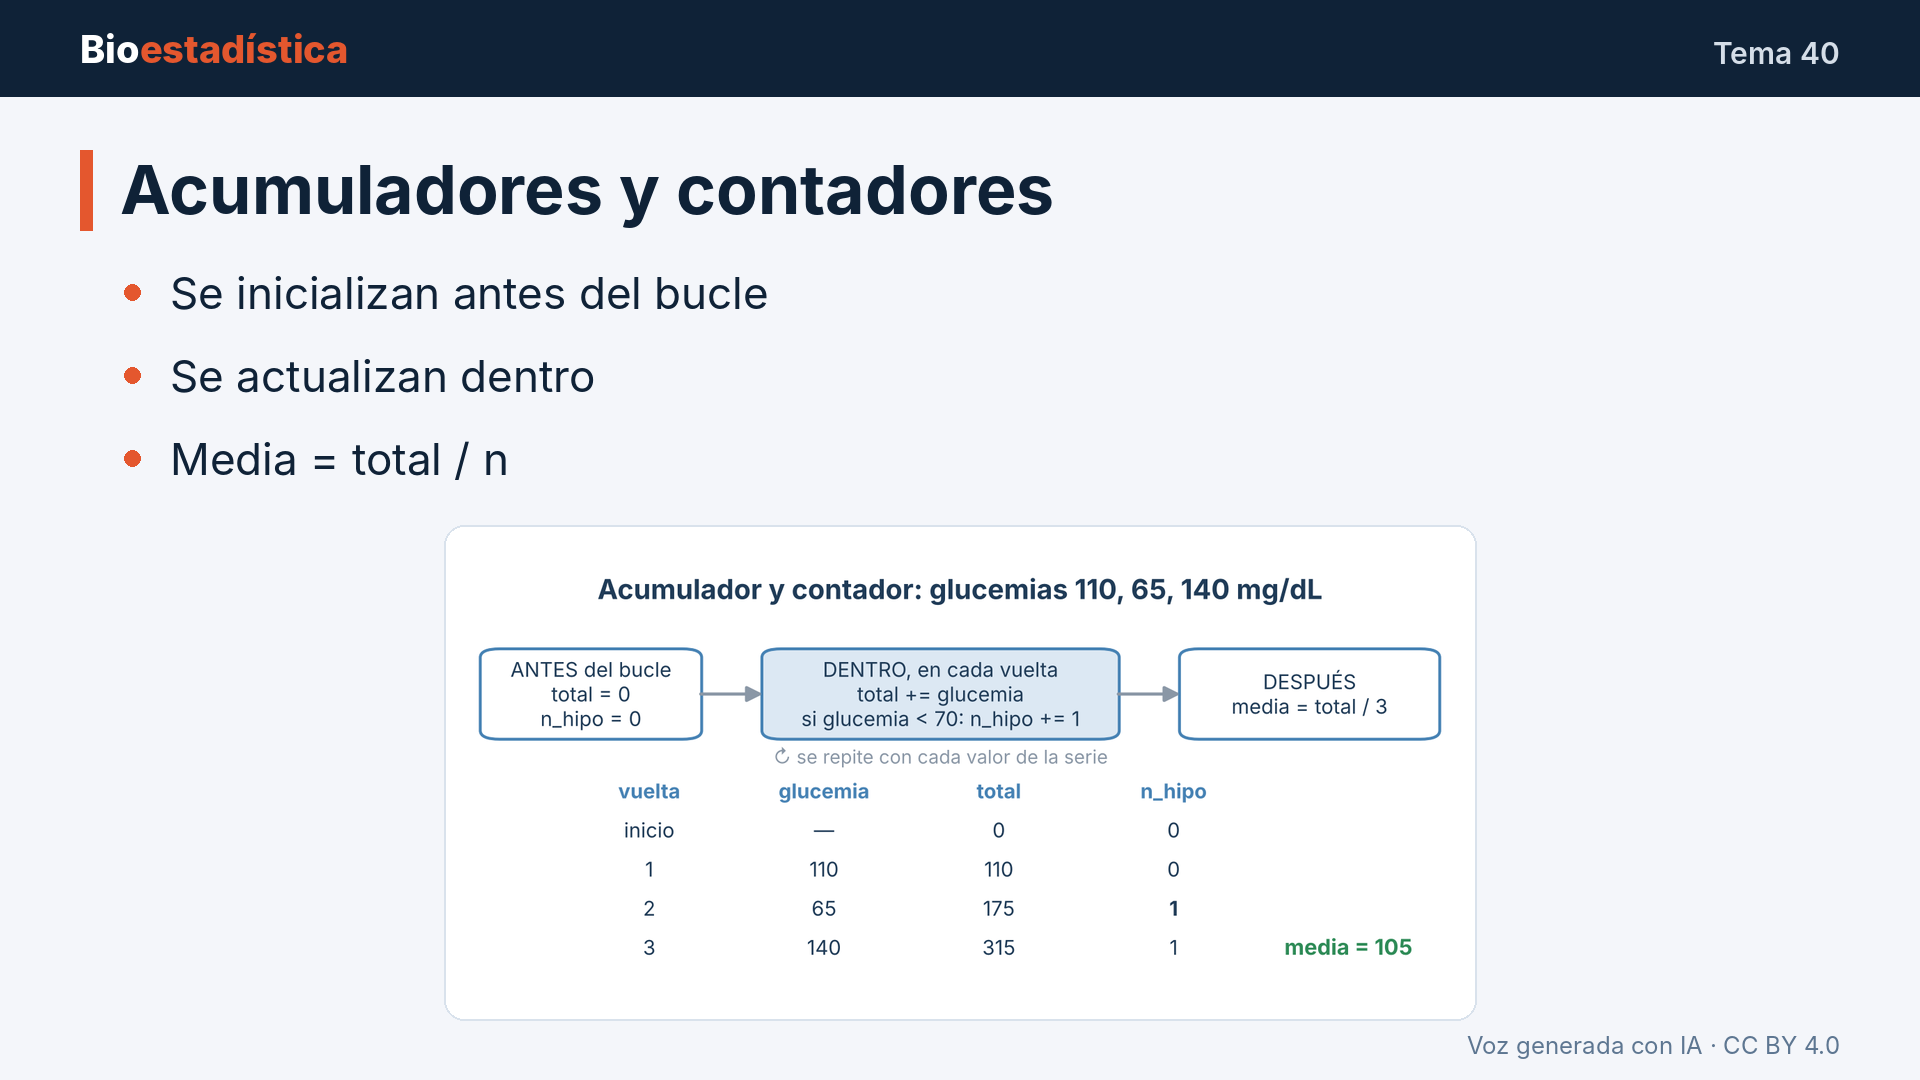 Bioestadística
Tema 40
Acumuladores y contadores
• Se inicializan antes del bucle
• Se actualizan dentro
• Media = total / n
Acumulador y contador: glucemias 110, 65, 140 mg/dL
ANTES del bucle
total = 0
n_hipo = 0
DENTRO, en cada vuelta
total += glucemia
si glucemia < 70: n_hipo += 1
DESPUÉS
media = total / 3
↻ se repite con cada valor de la serie
vuelta glucemia total n_hipo
inicio — 0 0
1 110 110 0
2 65 175 1
3 140 315 1 media = 105
Voz generada con IA · CC BY 4.0